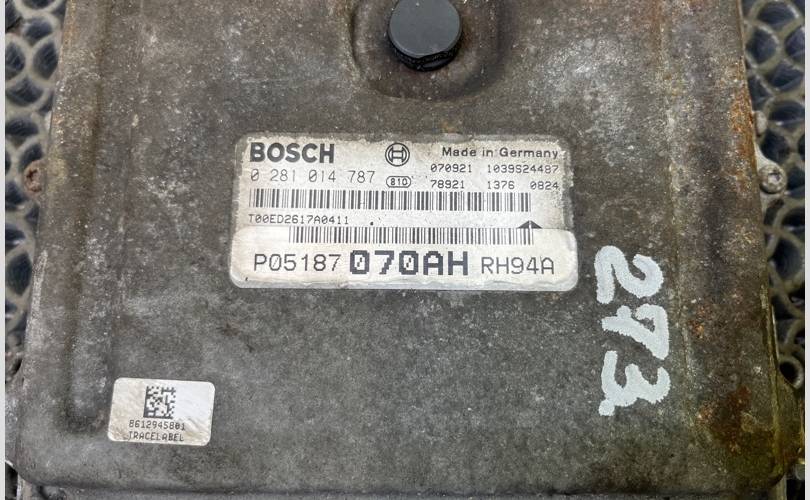 BOSCH Made in Germany
0 281 014 787 810 070921 1039S24487
78921 1376 0824
T00ED2617A0411
P05187 070AH RH94A
273.
8612945801
TRACELABEL